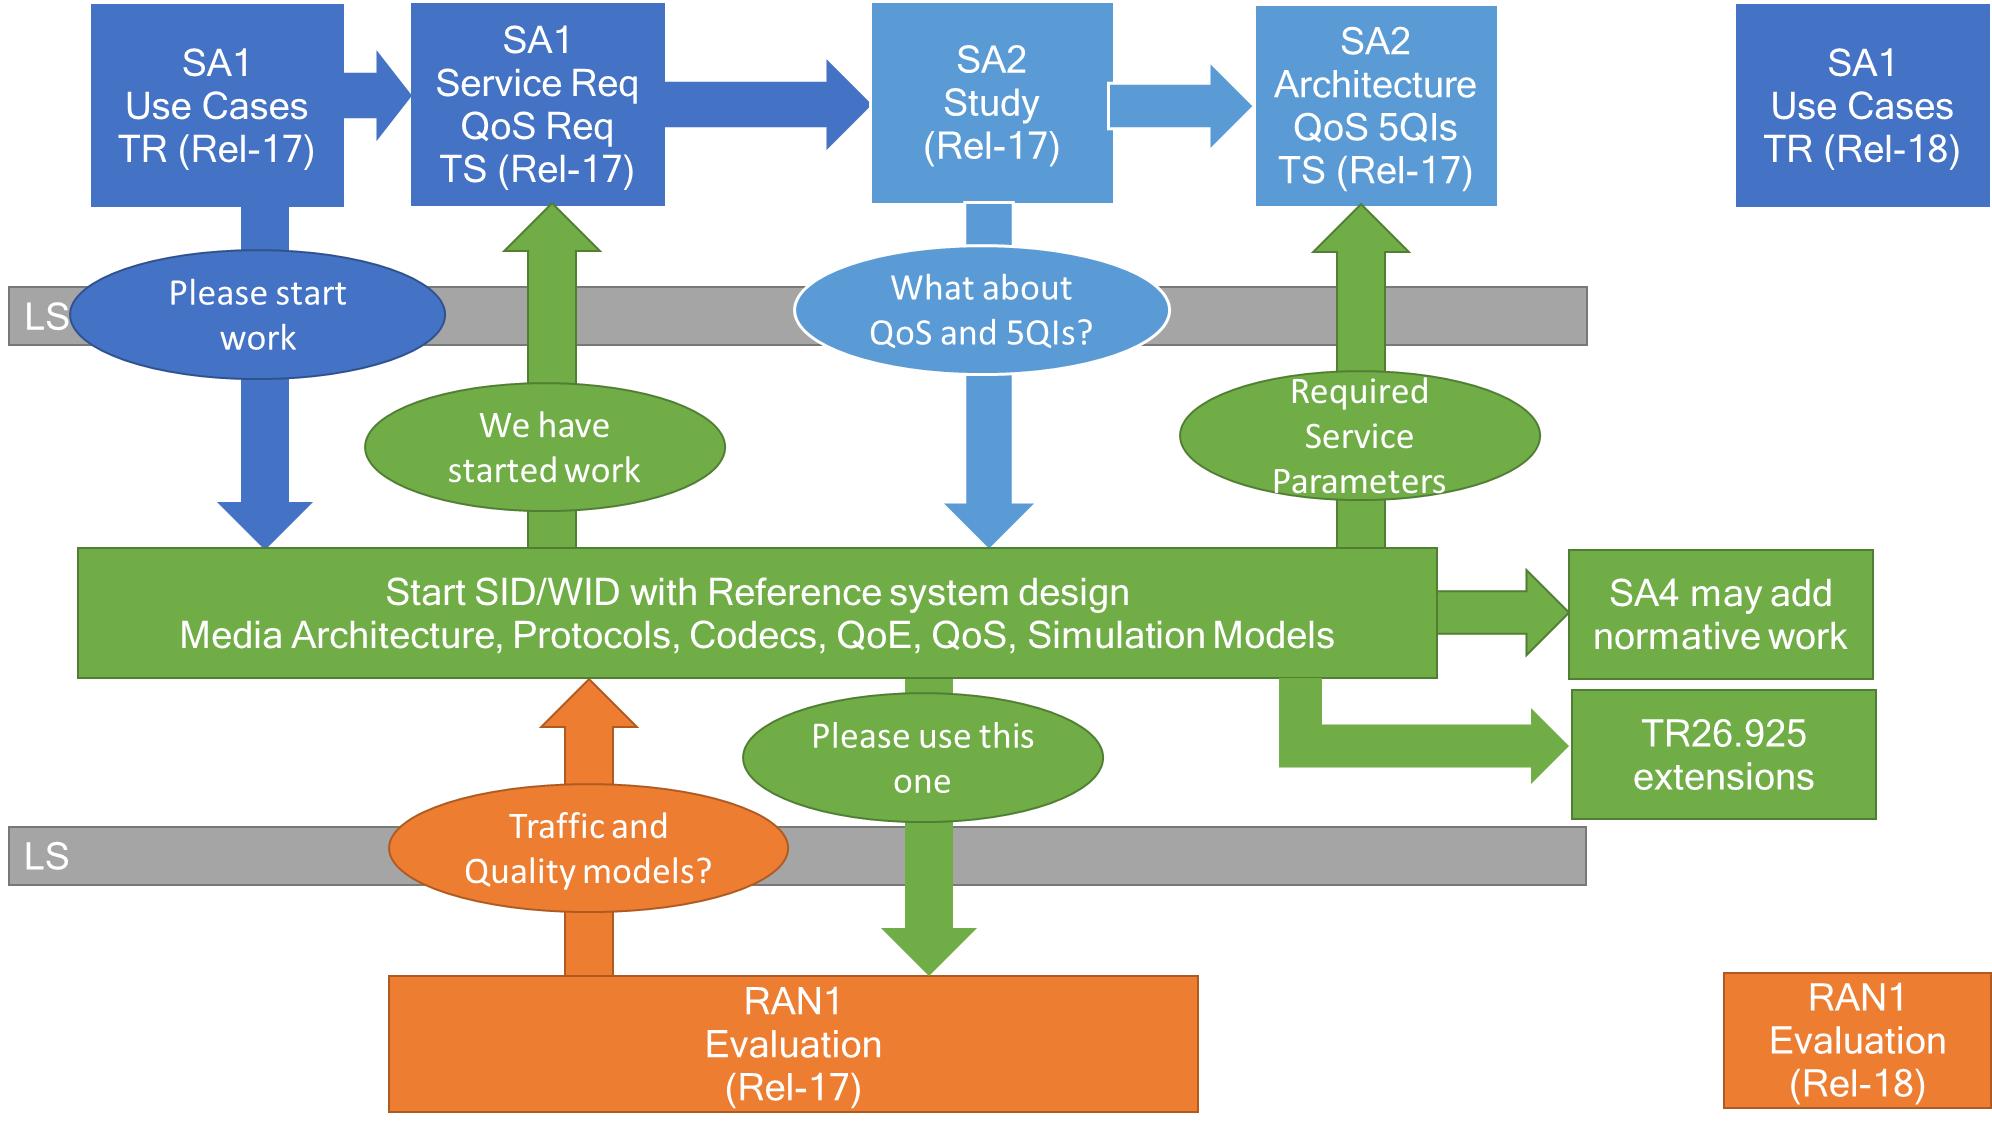 SA1
Use Cases
TR (Rel-17)
SA1
Service Req
QoS Req
TS (Rel-17)
SA2
Study
(Rel-17)
SA2
Architecture
QoS 5QIs
TS (Rel-17)
SA1
Use Cases
TR (Rel-18)
LS
Please start
work
What about
QoS and 5QIs?
We have
started work
Required
Service
Parameters
Start SID/WID with Reference system design
Media Architecture, Protocols, Codecs, QoE, QoS, Simulation Models
SA4 may add
normative work
TR26.925
extensions
Please use this
one
LS
Traffic and
Quality models?
RAN1
Evaluation
(Rel-17)
RAN1
Evaluation
(Rel-18)